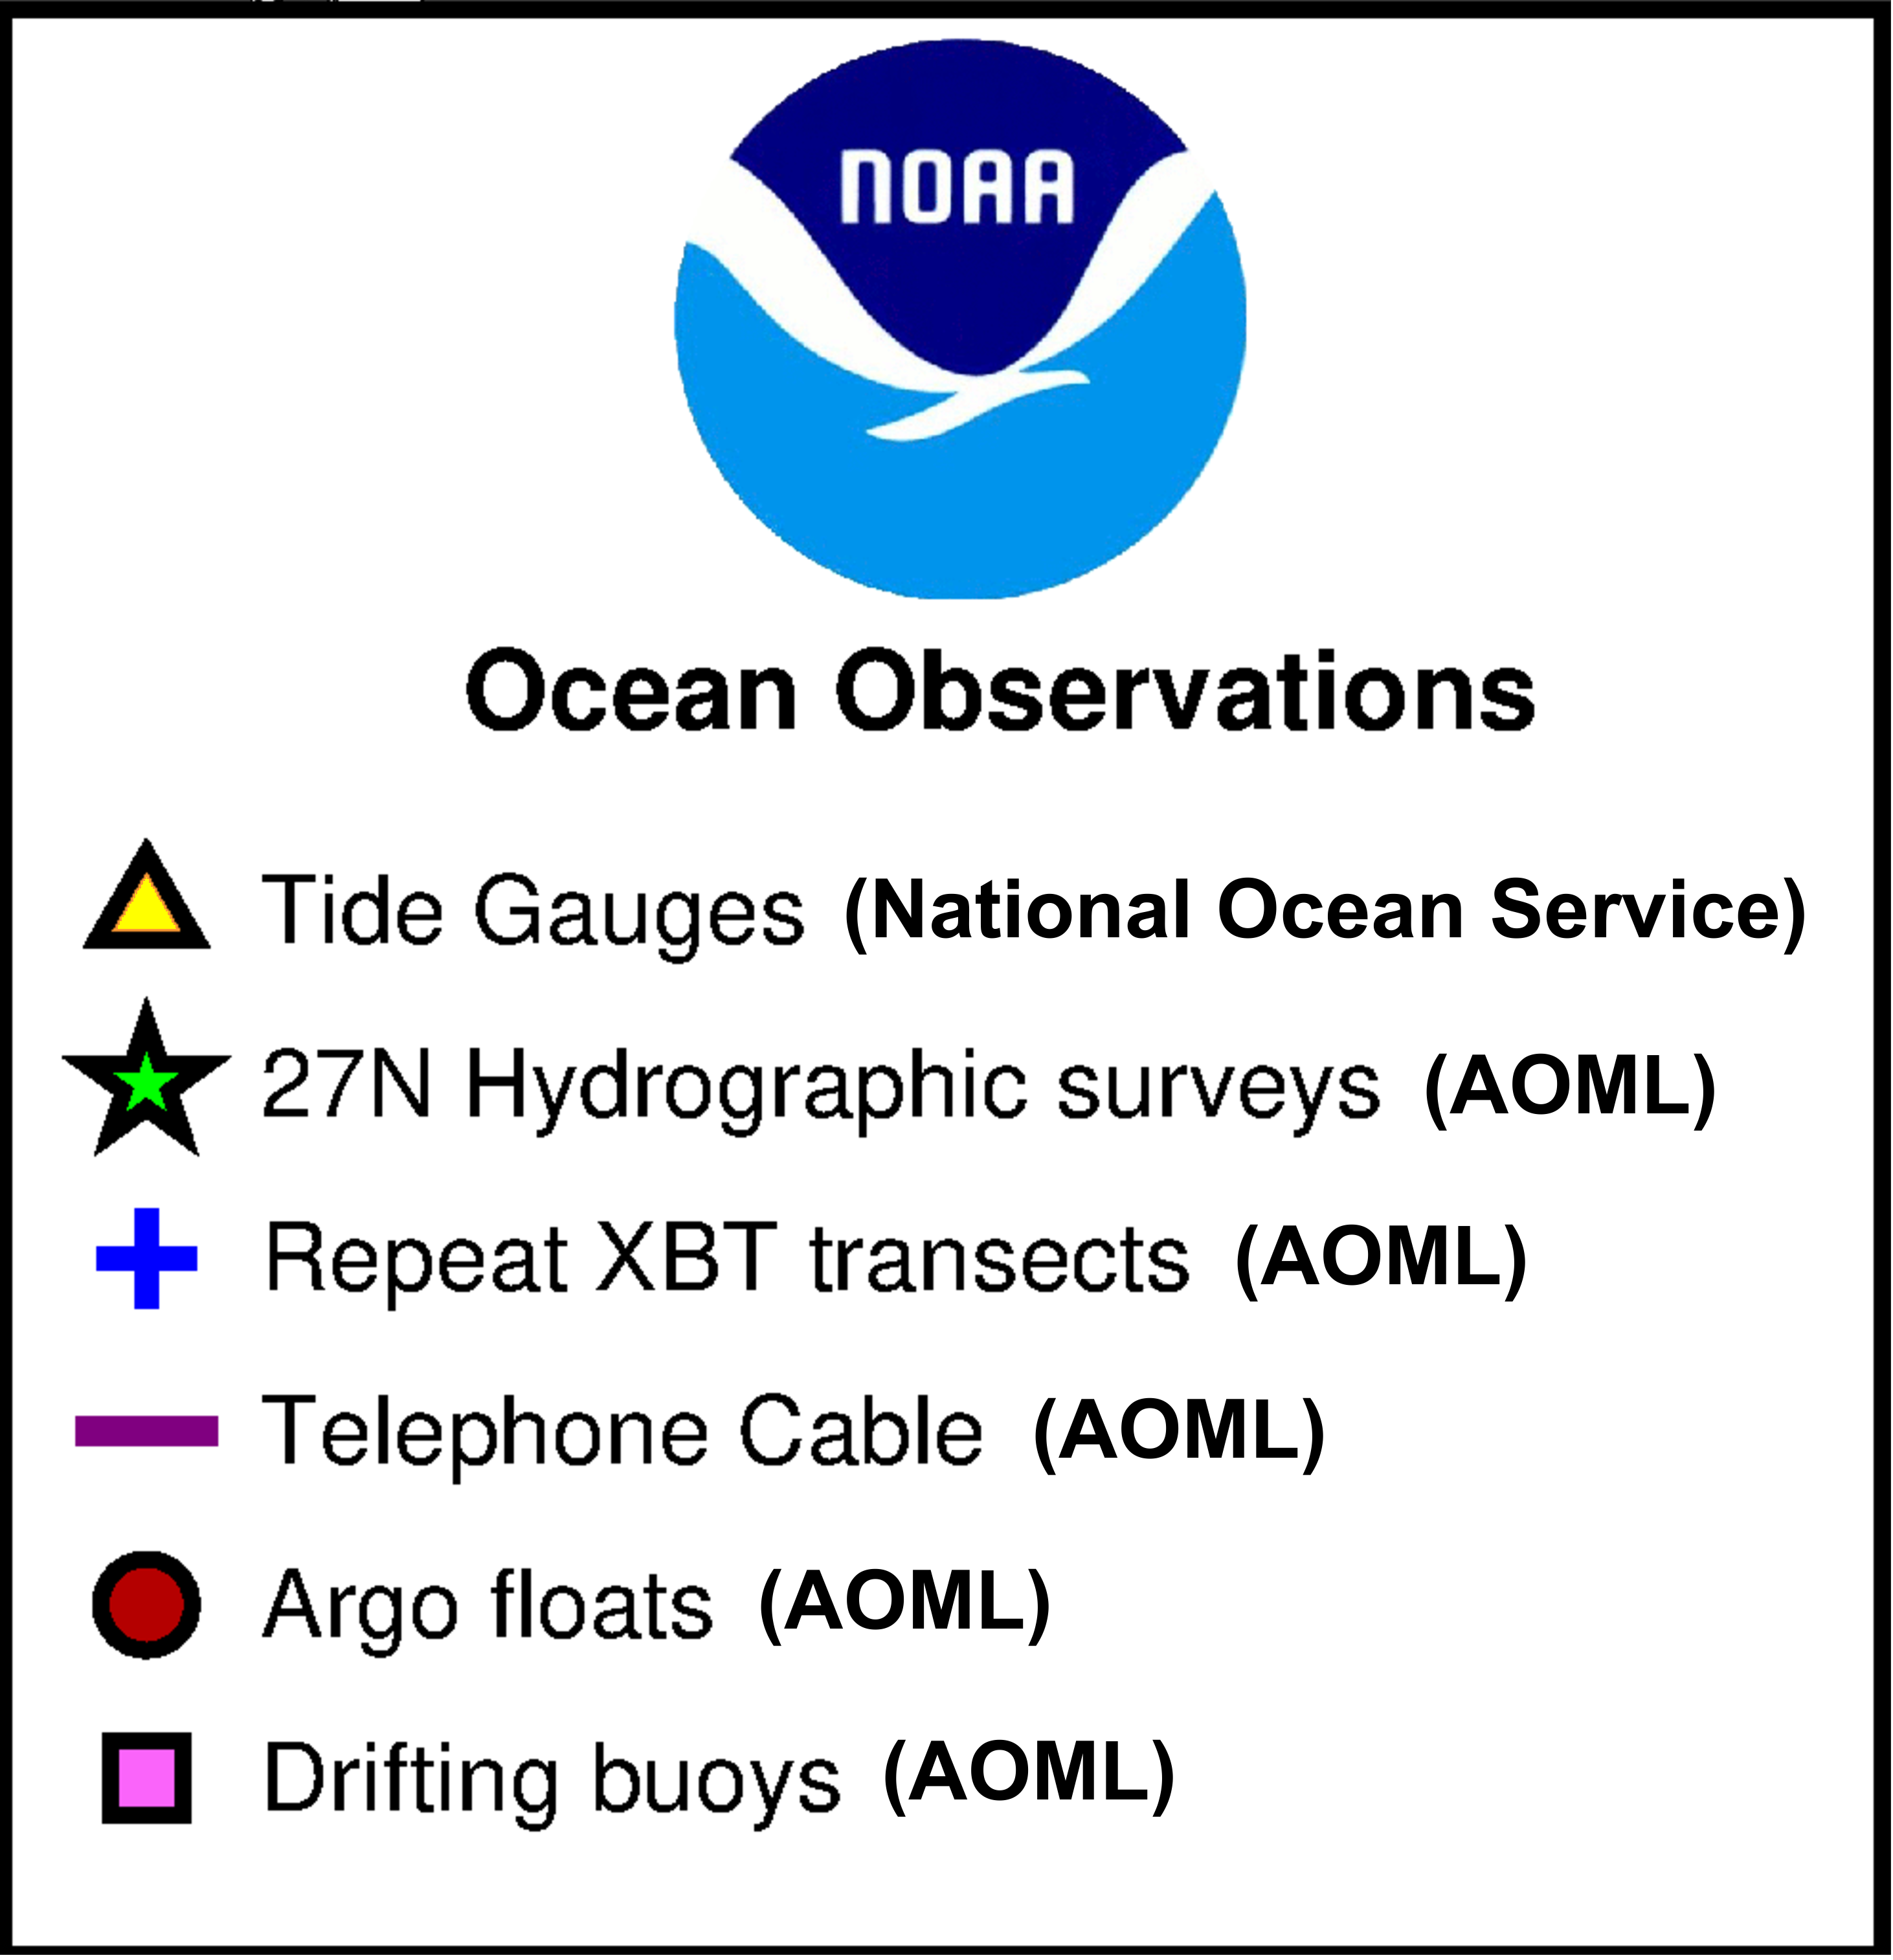 NOAA
Ocean Observations
Tide Gauges (National Ocean Service)
27N Hydrographic surveys (AOML)
Repeat XBT transects (AOML)
Telephone Cable (AOML)
Argo floats (AOML)
Drifting buoys (AOML)